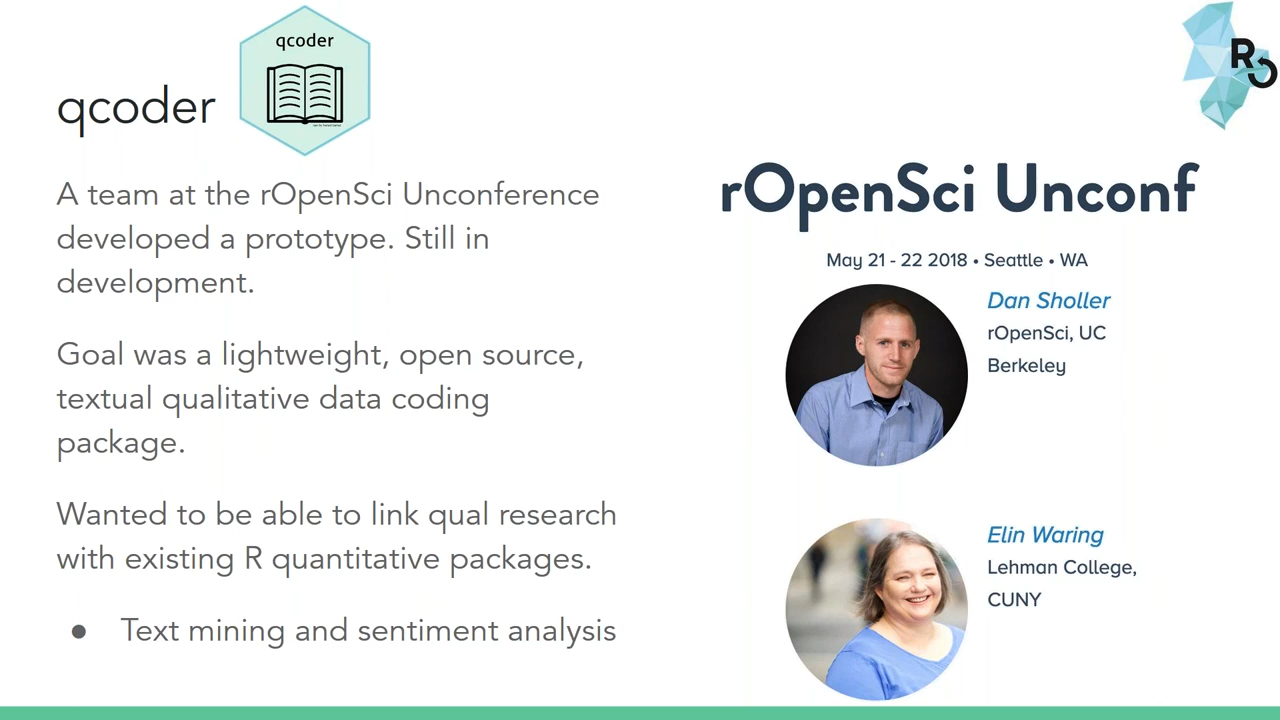 qcoder
qcoder
A team at the rOpenSci Unconference
developed a prototype. Still in
development.
Goal was a lightweight, open source,
textual qualitative data coding
package.
Wanted to be able to link qual research
with existing R quantitative packages.
● Text mining and sentiment analysis
R
rOpenSci Unconf
May 21 - 22 2018 • Seattle • WA
Dan Sholler
rOpenSci, UC
Berkeley
Elin Waring
Lehman College,
CUNY